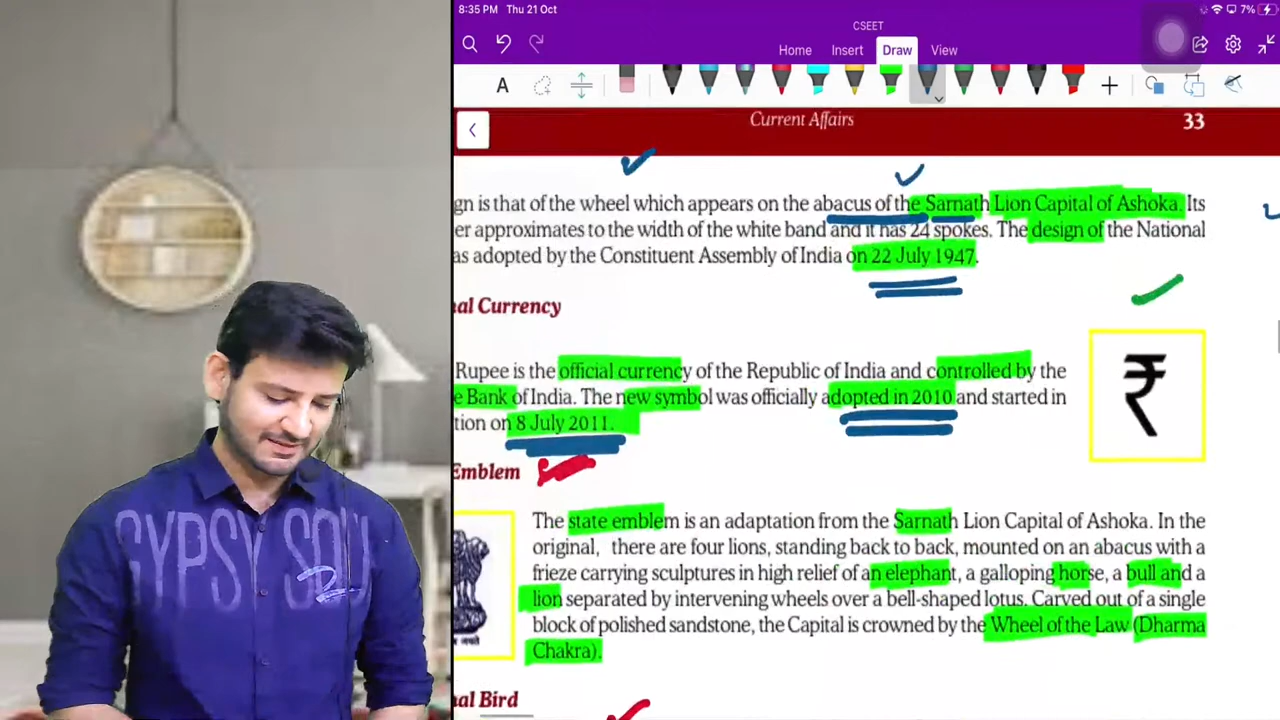 8:35 PM Thu 21 Oct
7%
CSEET
Home Insert Draw View
A
Current Affairs 33
gn is that of the wheel which appears on the abacus of the Sarnath Lion Capital of Ashoka. Its
er approximates to the width of the white band and it has 24 spokes. The design of the National
as adopted by the Constituent Assembly of India on 22 July 1947.
nal Currency
Rupee is the official currency of the Republic of India and controlled by the
e Bank of India. The new symbol was officially adopted in 2010 and started in
tion on 8 July 2011.
₹
Emblem
The state emblem is an adaptation from the Sarnath Lion Capital of Ashoka. In the
original, there are four lions, standing back to back, mounted on an abacus with a
frieze carrying sculptures in high relief of an elephant, a galloping horse, a bull and a
lion separated by intervening wheels over a bell-shaped lotus. Carved out of a single
block of polished sandstone, the Capital is crowned by the Wheel of the Law (Dharma
Chakra).
nal Bird
GYPSY SOUL